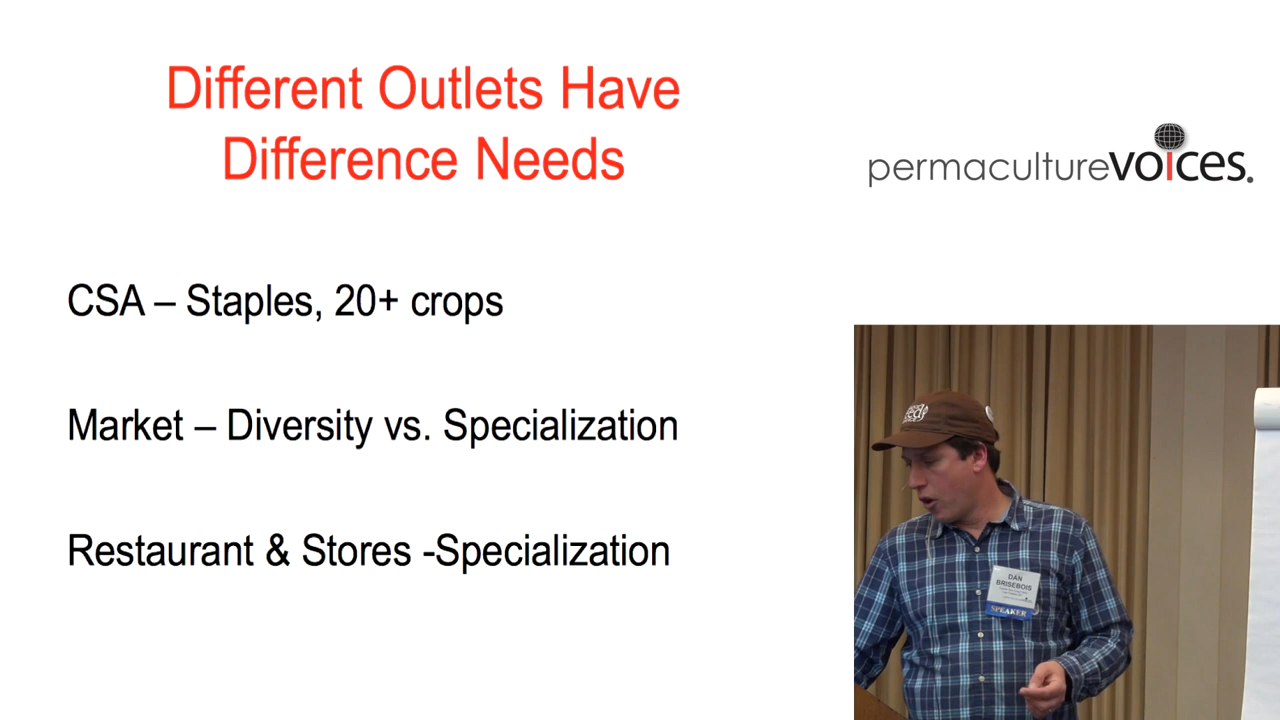 Different Outlets Have
Difference Needs
permaculturevoices.
CSA – Staples, 20+ crops
Market – Diversity vs. Specialization
Restaurant & Stores -Specialization
DAN
BRISEBOIS
SPEAKER